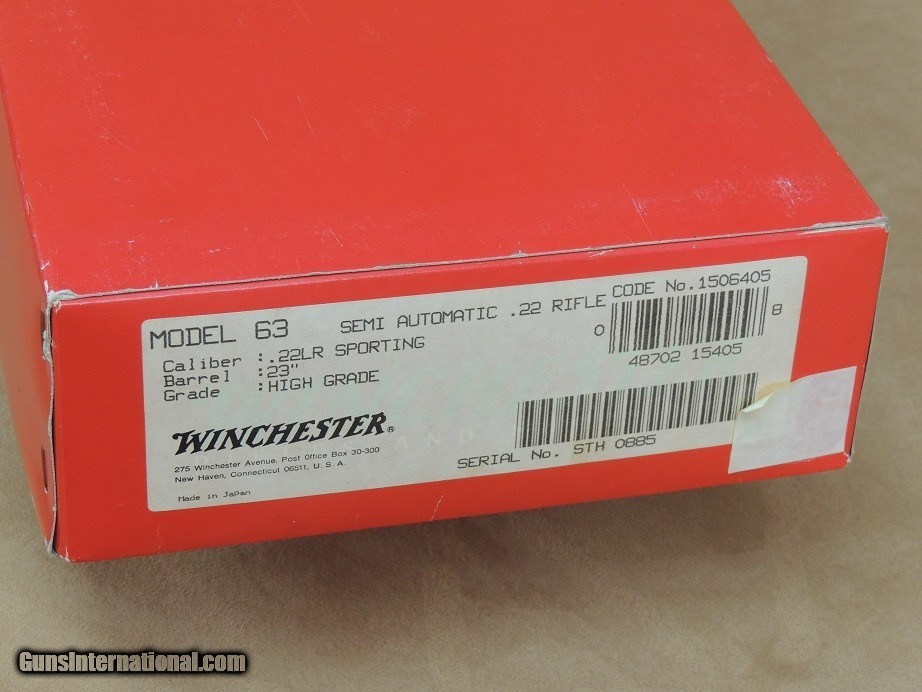 MODEL 63 SEMI AUTOMATIC .22 RIFLE CODE No.1506405
Caliber :.22LR SPORTING
Barrel :23"
Grade :HIGH GRADE
0 48702 15405 8
WINCHESTER®
AND
275 Winchester Avenue, Post Office Box 30-300
New Haven, Connecticut 06511, U. S. A.
SERIAL No. STH 0885
Made in Japan
GunsInternational.com